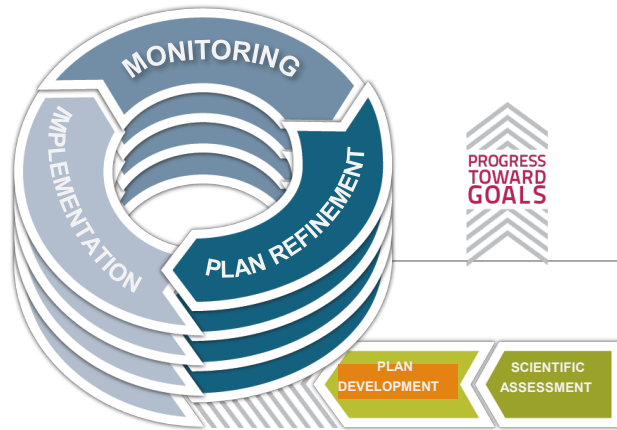 MONITORING
IMPLEMENTATION
PLAN REFINEMENT
PROGRESS
TOWARD
GOALS
PLAN
DEVELOPMENT
SCIENTIFIC
ASSESSMENT